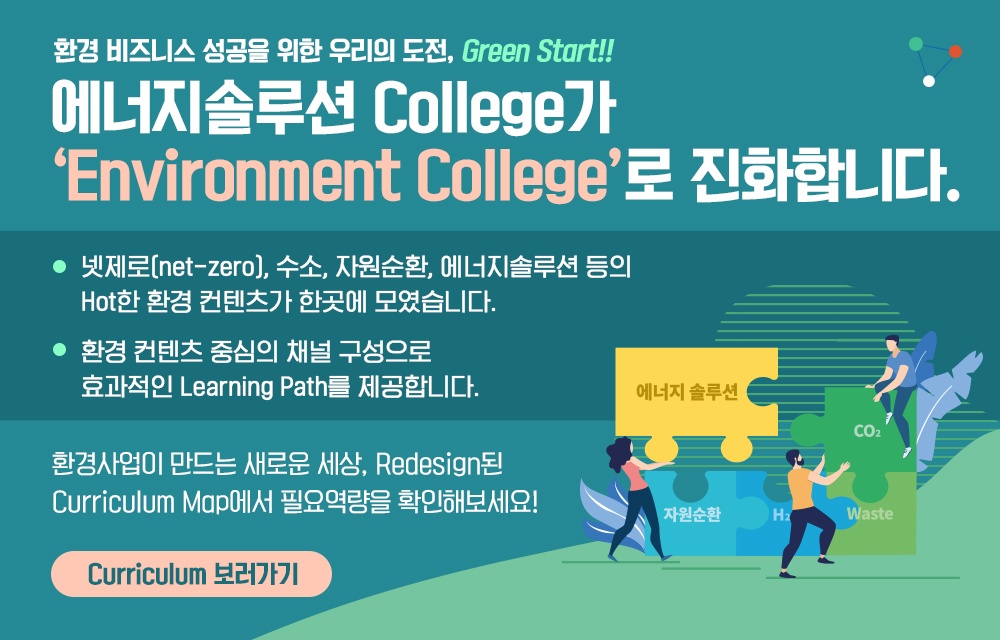 환경 비즈니스 성공을 위한 우리의 도전, Green Start!!
에너지솔루션 College가
‘Environment College’로 진화합니다.
넷제로(net-zero), 수소, 자원순환, 에너지솔루션 등의
Hot한 환경 컨텐츠가 한곳에 모였습니다.
환경 컨텐츠 중심의 채널 구성으로
효과적인 Learning Path를 제공합니다.
환경사업이 만드는 새로운 세상, Redesign된
Curriculum Map에서 필요역량을 확인해보세요!
Curriculum 보러가기
에너지 솔루션
CO₂
자원순환
H₂
Waste